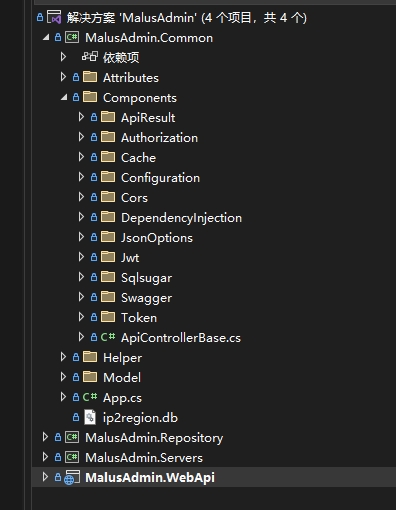 解决方案 'MalusAdmin' (4 个项目，共 4 个)
C# MalusAdmin.Common
依赖项
Attributes
Components
ApiResult
Authorization
Cache
Configuration
Cors
DependencyInjection
JsonOptions
Jwt
Sqlsugar
Swagger
Token
C# ApiControllerBase.cs
Helper
Model
C# App.cs
ip2region.db
C# MalusAdmin.Repository
C# MalusAdmin.Servers
MalusAdmin.WebApi